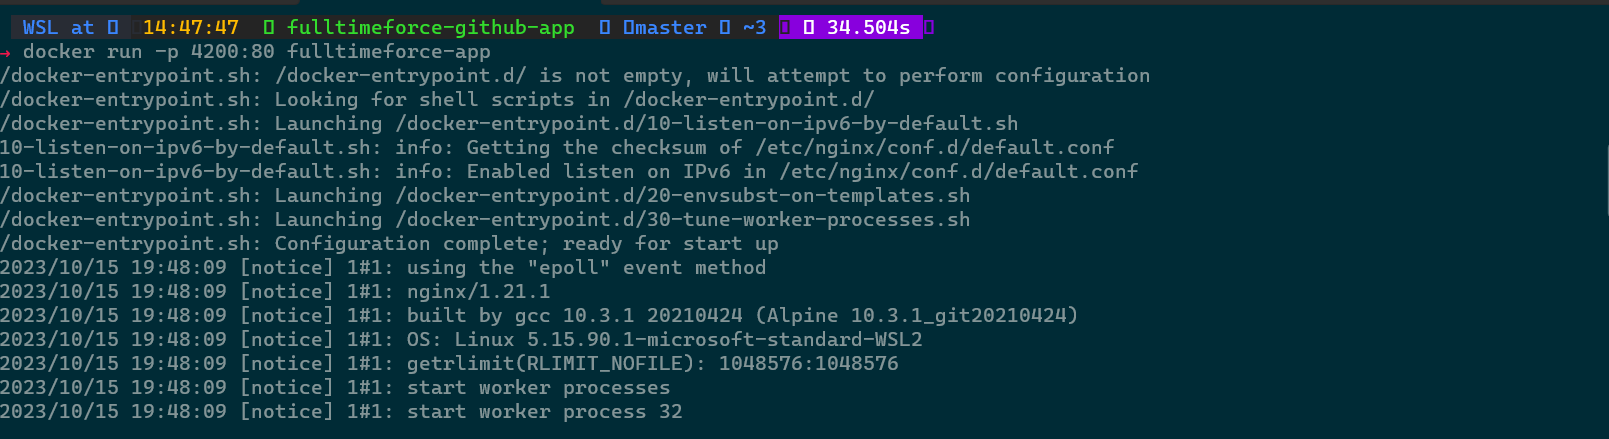 WSL at 14:47:47 fulltimeforce-github-app master ~3 34.504s
→ docker run -p 4200:80 fulltimeforce-app
/docker-entrypoint.sh: /docker-entrypoint.d/ is not empty, will attempt to perform configuration
/docker-entrypoint.sh: Looking for shell scripts in /docker-entrypoint.d/
/docker-entrypoint.sh: Launching /docker-entrypoint.d/10-listen-on-ipv6-by-default.sh
10-listen-on-ipv6-by-default.sh: info: Getting the checksum of /etc/nginx/conf.d/default.conf
10-listen-on-ipv6-by-default.sh: info: Enabled listen on IPv6 in /etc/nginx/conf.d/default.conf
/docker-entrypoint.sh: Launching /docker-entrypoint.d/20-envsubst-on-templates.sh
/docker-entrypoint.sh: Launching /docker-entrypoint.d/30-tune-worker-processes.sh
/docker-entrypoint.sh: Configuration complete; ready for start up
2023/10/15 19:48:09 [notice] 1#1: using the "epoll" event method
2023/10/15 19:48:09 [notice] 1#1: nginx/1.21.1
2023/10/15 19:48:09 [notice] 1#1: built by gcc 10.3.1 20210424 (Alpine 10.3.1_git20210424)
2023/10/15 19:48:09 [notice] 1#1: OS: Linux 5.15.90.1-microsoft-standard-WSL2
2023/10/15 19:48:09 [notice] 1#1: getrlimit(RLIMIT_NOFILE): 1048576:1048576
2023/10/15 19:48:09 [notice] 1#1: start worker processes
2023/10/15 19:48:09 [notice] 1#1: start worker process 32